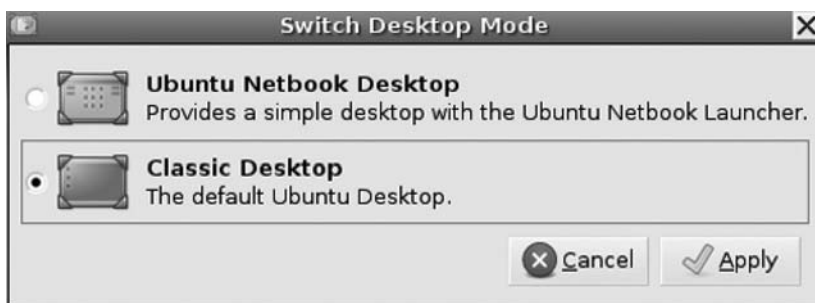 Switch Desktop Mode
Ubuntu Netbook Desktop
Provides a simple desktop with the Ubuntu Netbook Launcher.
Classic Desktop
The default Ubuntu Desktop.
Cancel
Apply